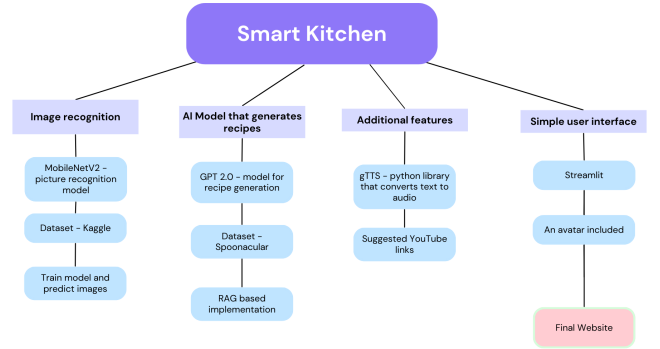 Smart Kitchen
Image recognition
MobileNetV2 -
picture recognition
model
Dataset - Kaggle
Train model and
predict images
AI Model that generates
recipes
GPT 2.0 - model for
recipe generation
Dataset -
Spoonacular
RAG based
implementation
Additional features
gTTS - python library
that converts text to
audio
Suggested YouTube
links
Simple user interface
Streamlit
An avatar included
Final Website